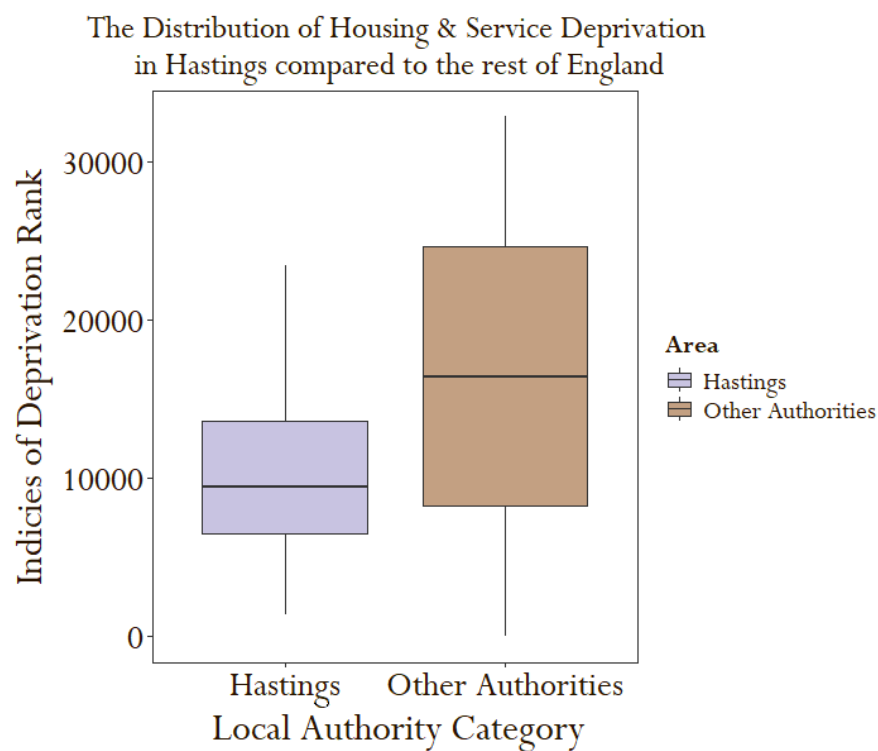 The Distribution of Housing & Service Deprivation
in Hastings compared to the rest of England
Indicies of Deprivation Rank
30000
20000
10000
0
Hastings
Other Authorities
Local Authority Category
Area
Hastings
Other Authorities